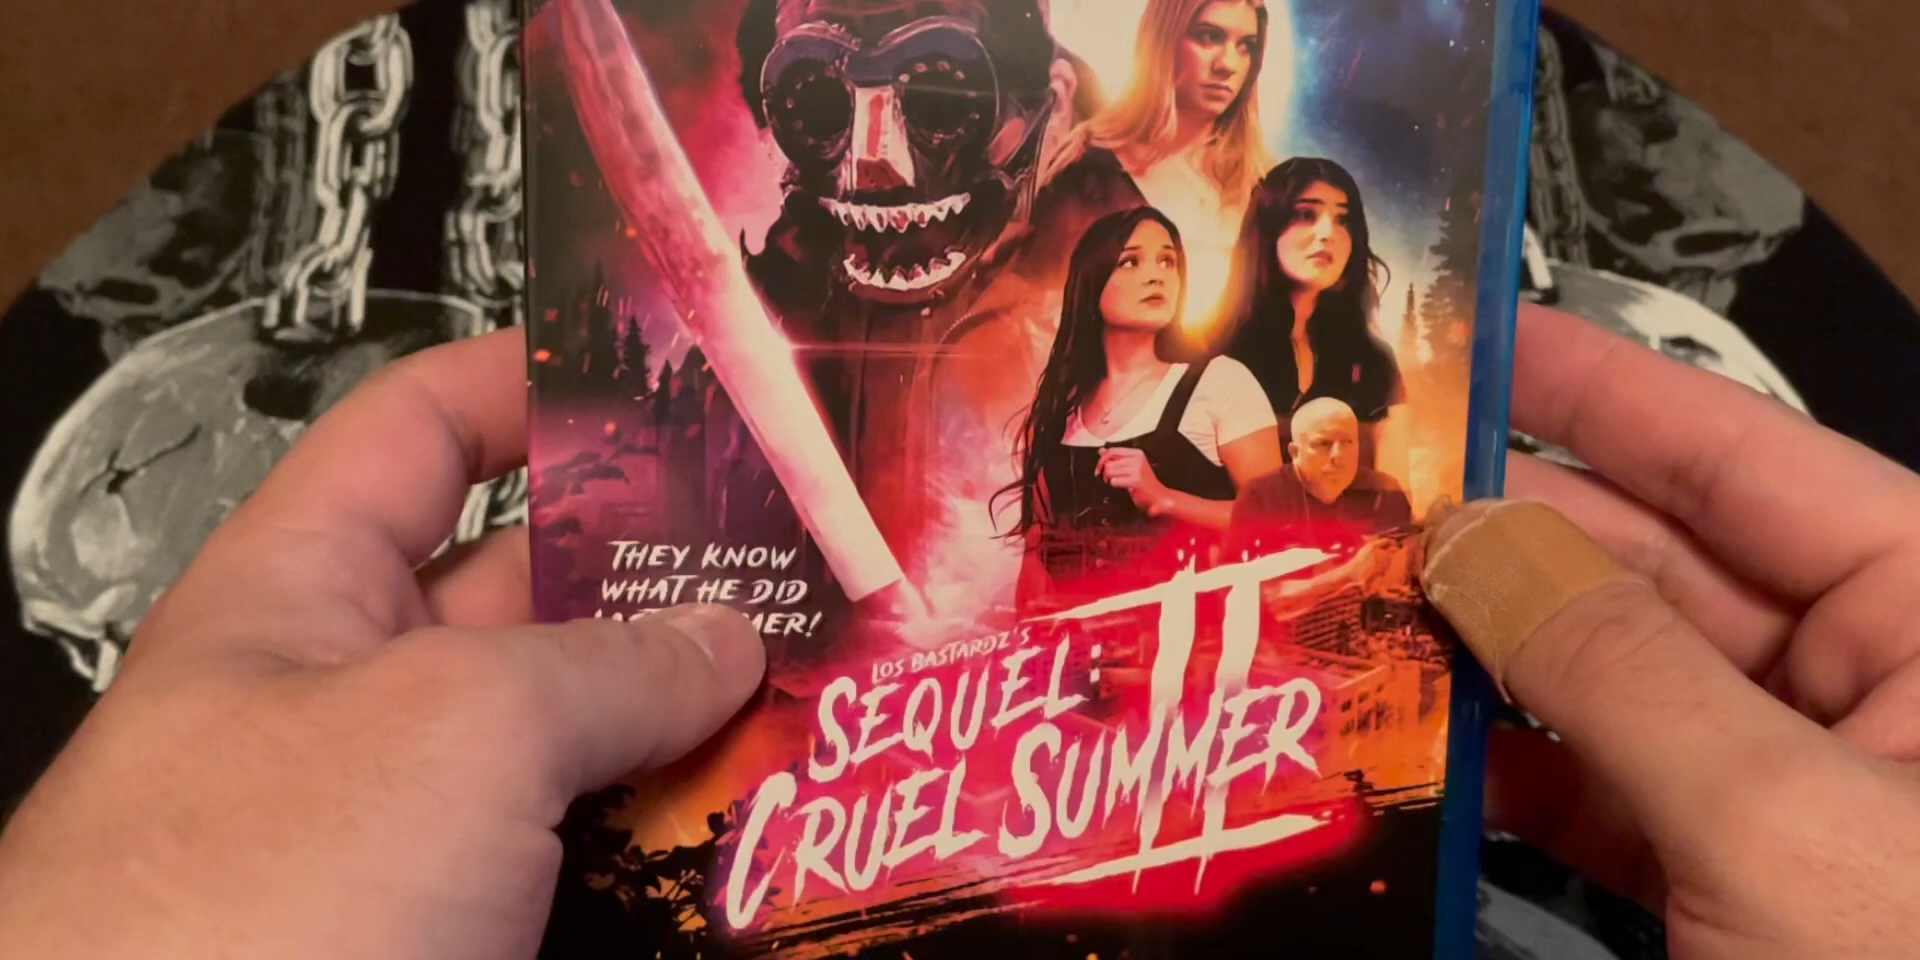 THEY KNOW
WHAT HE DID
LOS BASTARDZ'S
SEQUEL: II
CRUEL SUMMER